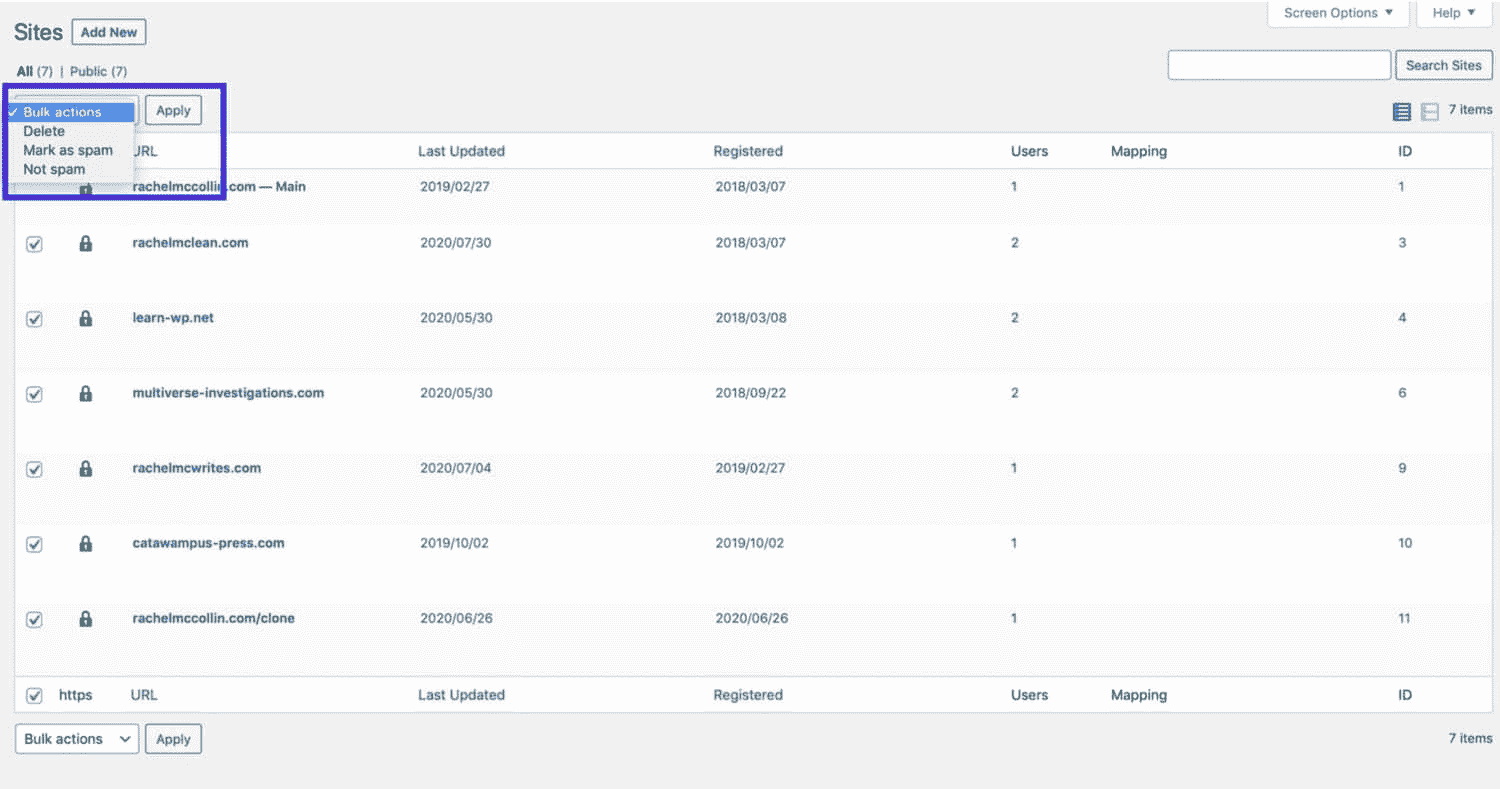 Screen Options ▼ Help ▼
Sites Add New
All (7) | Public (7)
Search Sites
✓ Bulk actions Apply
7 items
Delete
Mark as spam
Not spam
URL Last Updated Registered Users Mapping ID
rachelmccollin.com — Main 2019/02/27 2018/03/07 1 1
rachelmclean.com 2020/07/30 2018/03/07 2 3
learn-wp.net 2020/05/30 2018/03/08 2 4
multiverse-investigations.com 2020/05/30 2018/09/22 2 6
rachelmcwrites.com 2020/07/04 2019/02/27 1 9
catawampus-press.com 2019/10/02 2019/10/02 1 10
rachelmccollin.com/clone 2020/06/26 2020/06/26 1 11
https URL Last Updated Registered Users Mapping ID
Bulk actions Apply
7 items